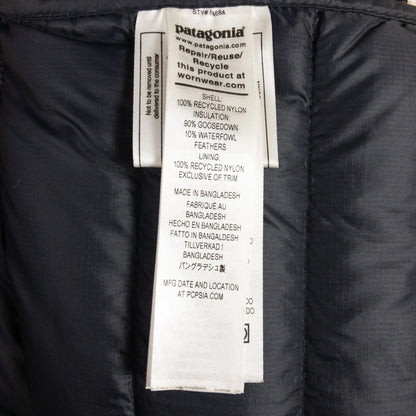 patagonia
www.patagonia.com
Repair/Reuse/
Recycle
this product at
wornwear.com
Not to be removed until
delivered to the consumer
SHELL:
100% RECYCLED NYLON
INSULATION:
90% GOOSEDOWN
10% WATERFOWL
FEATHERS
LINING:
100% RECYCLED NYLON
EXCLUSIVE OF TRIM
MADE IN BANGLADESH
FABRIQUÉ AU
BANGLADESH
HECHO EN BANGLADESH
FATTO IN BANGALDESH
TILLVERKAD I
BANGLADESH
バングラデシュ製
MFG DATE AND LOCATION
AT PCPSIA.COM